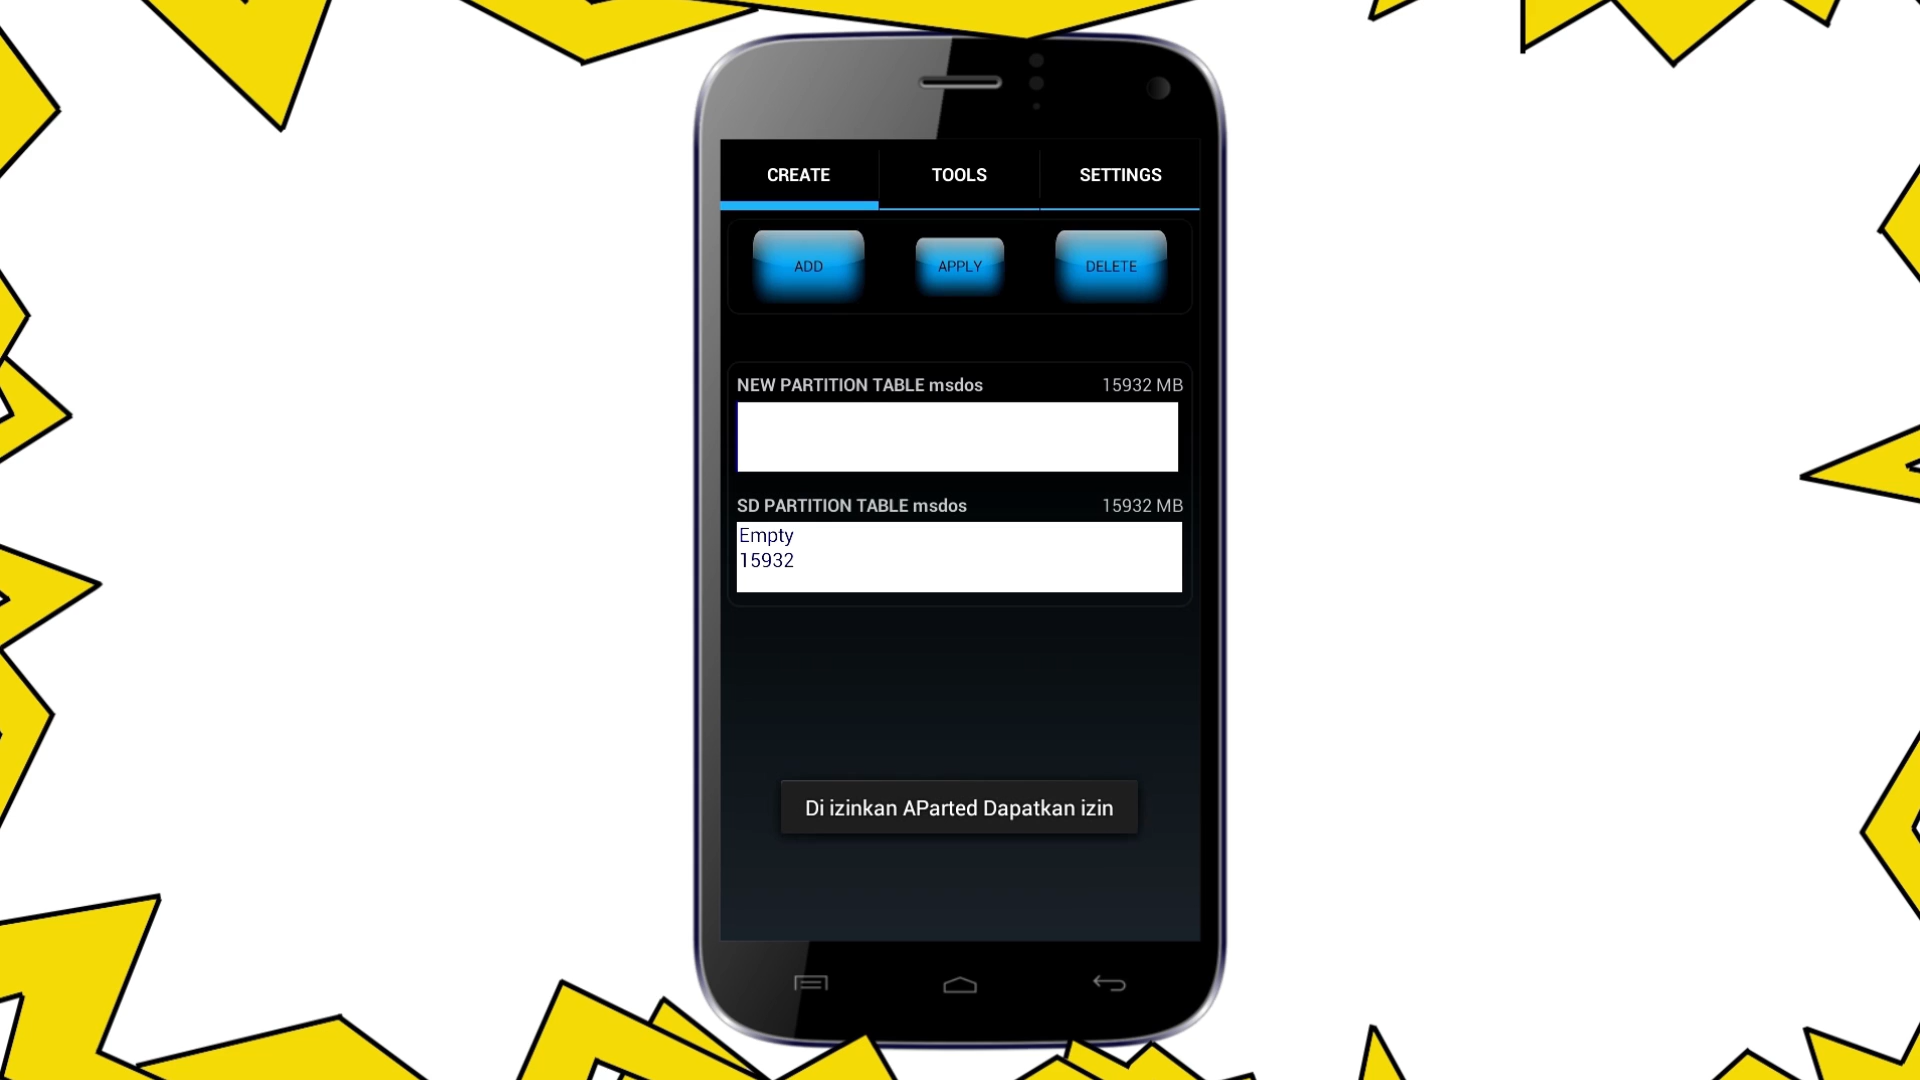 CREATE TOOLS SETTINGS
ADD APPLY DELETE
NEW PARTITION TABLE msdos 15932 MB
SD PARTITION TABLE msdos 15932 MB
Empty
15932
Di izinkan AParted Dapatkan izin